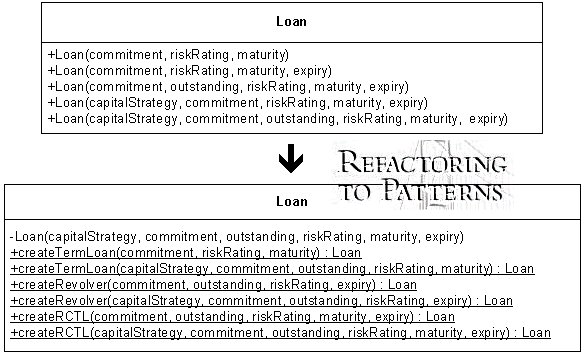 Loan
+Loan(commitment, riskRating, maturity)
+Loan(commitment, riskRating, maturity, expiry)
+Loan(commitment, outstanding, riskRating, maturity, expiry)
+Loan(capitalStrategy, commitment, riskRating, maturity, expiry)
+Loan(capitalStrategy, commitment, outstanding, riskRating, maturity, expiry)
REFACTORING
TO PATTERNS
Loan
-Loan(capitalStrategy, commitment, outstanding, riskRating, maturity, expiry)
+createTermLoan(commitment, riskRating, maturity) : Loan
+createTermLoan(capitalStrategy, commitment, outstanding, riskRating, maturity) : Loan
+createRevolver(commitment, outstanding, riskRating, expiry) : Loan
+createRevolver(capitalStrategy, commitment, outstanding, riskRating, expiry) : Loan
+createRCTL(commitment, outstanding, riskRating, maturity, expiry) : Loan
+createRCTL(capitalStrategy, commitment, outstanding, riskRating, maturity, expiry) : Loan